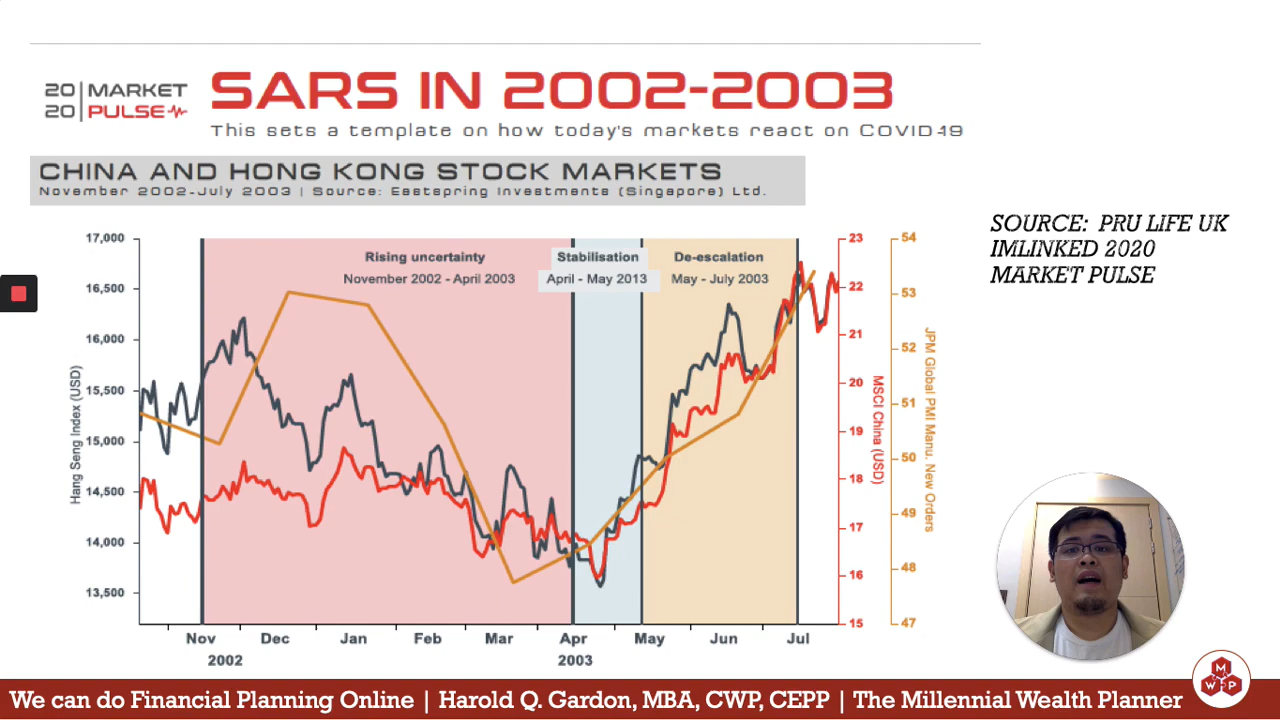 20 MARKET
20 PULSE
SARS IN 2002-2003
This sets a template on how today's markets react on COVID-19
CHINA AND HONG KONG STOCK MARKETS
November 2002-July 2003 | Source: Eastspring Investments (Singapore) Ltd.
SOURCE: PRU LIFE UK
IMLINKED 2020
MARKET PULSE
Rising uncertainty
November 2002 - April 2003
Stabilisation
April - May 2013
De-escalation
May - July 2003
Hang Seng Index (USD)
17,000
16,500
16,000
15,500
15,000
14,500
14,000
13,500
23
22
21
20
19
18
17
16
15
MSCI China (USD)
54
53
52
51
50
49
48
47
JPM Global PMI Manu. New Orders
Nov Dec Jan Feb Mar Apr May Jun Jul
2002 2003
MWP
We can do Financial Planning Online | Harold Q. Gardon, MBA, CWP, CEPP | The Millennial Wealth Planner